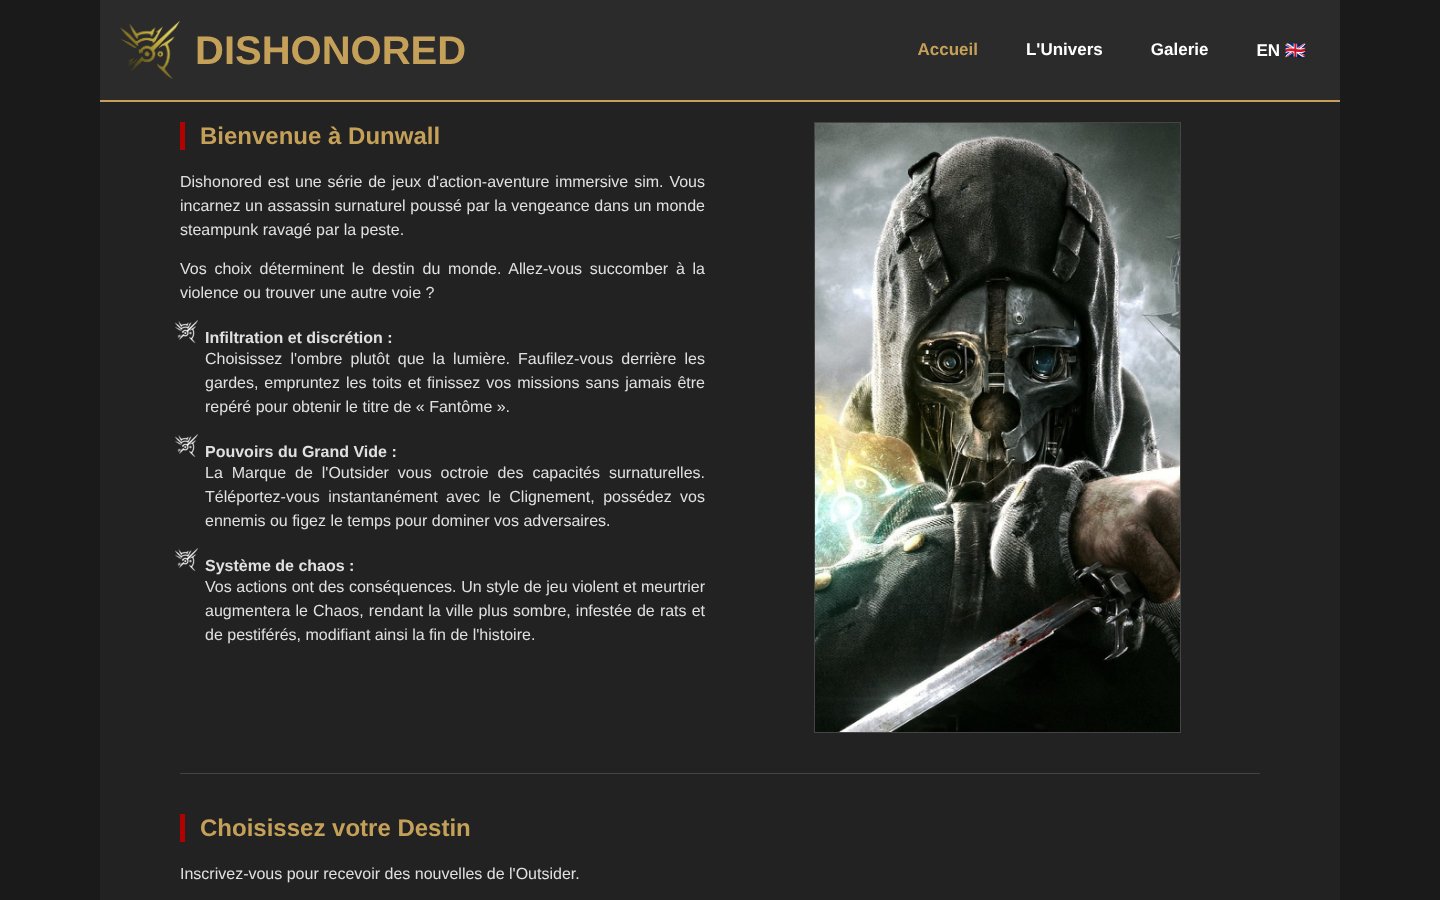 DISHONORED
Accueil
L'Univers
Galerie
EN 🇬🇧
Bienvenue à Dunwall
Dishonored est une série de jeux d'action-aventure immersive sim. Vous
incarnez un assassin surnaturel poussé par la vengeance dans un monde
steampunk ravagé par la peste.
Vos choix déterminent le destin du monde. Allez-vous succomber à la
violence ou trouver une autre voie ?
Infiltration et discrétion :
Choisissez l'ombre plutôt que la lumière. Faufilez-vous derrière les
gardes, empruntez les toits et finissez vos missions sans jamais être
repéré pour obtenir le titre de « Fantôme ».
Pouvoirs du Grand Vide :
La Marque de l'Outsider vous octroie des capacités surnaturelles.
Téléportez-vous instantanément avec le Clignement, possédez vos
ennemis ou figez le temps pour dominer vos adversaires.
Système de chaos :
Vos actions ont des conséquences. Un style de jeu violent et meurtrier
augmentera le Chaos, rendant la ville plus sombre, infestée de rats et
de pestiférés, modifiant ainsi la fin de l'histoire.
Choisissez votre Destin
Inscrivez-vous pour recevoir des nouvelles de l'Outsider.